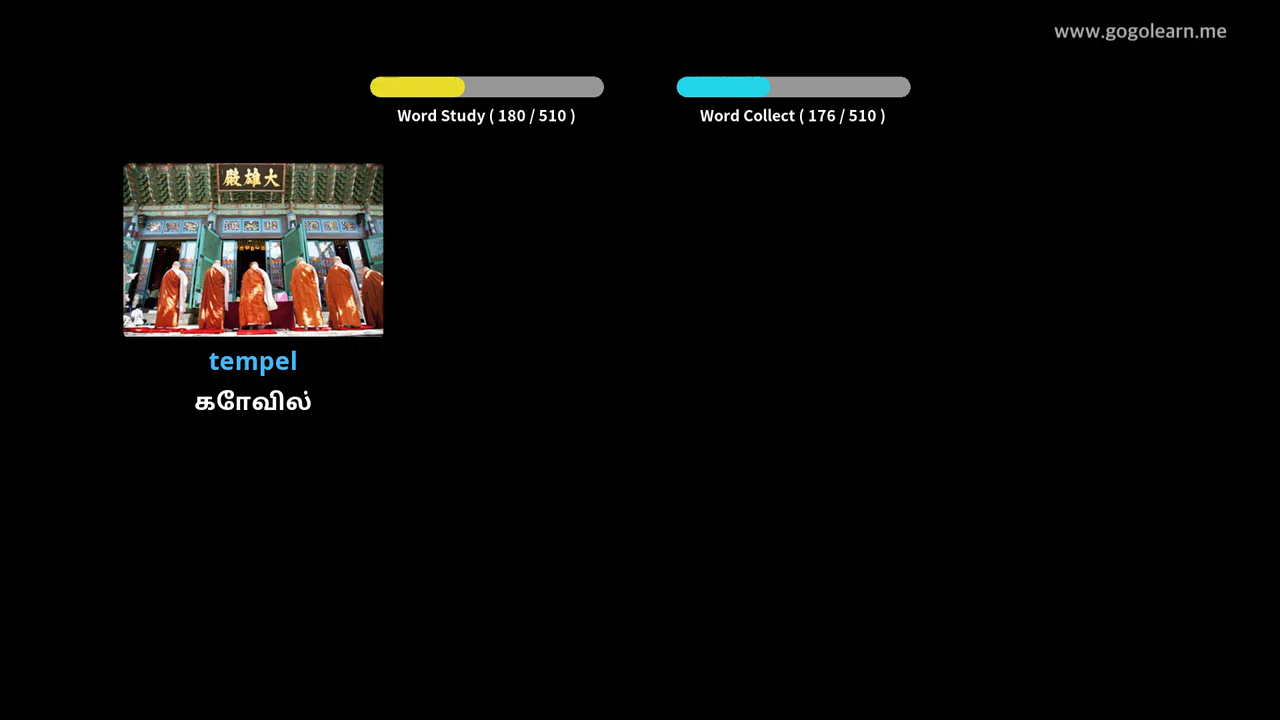 www.gogolearn.me
Word Study ( 180 / 510 )
Word Collect ( 176 / 510 )
大雄殿
tempel
கோவில்